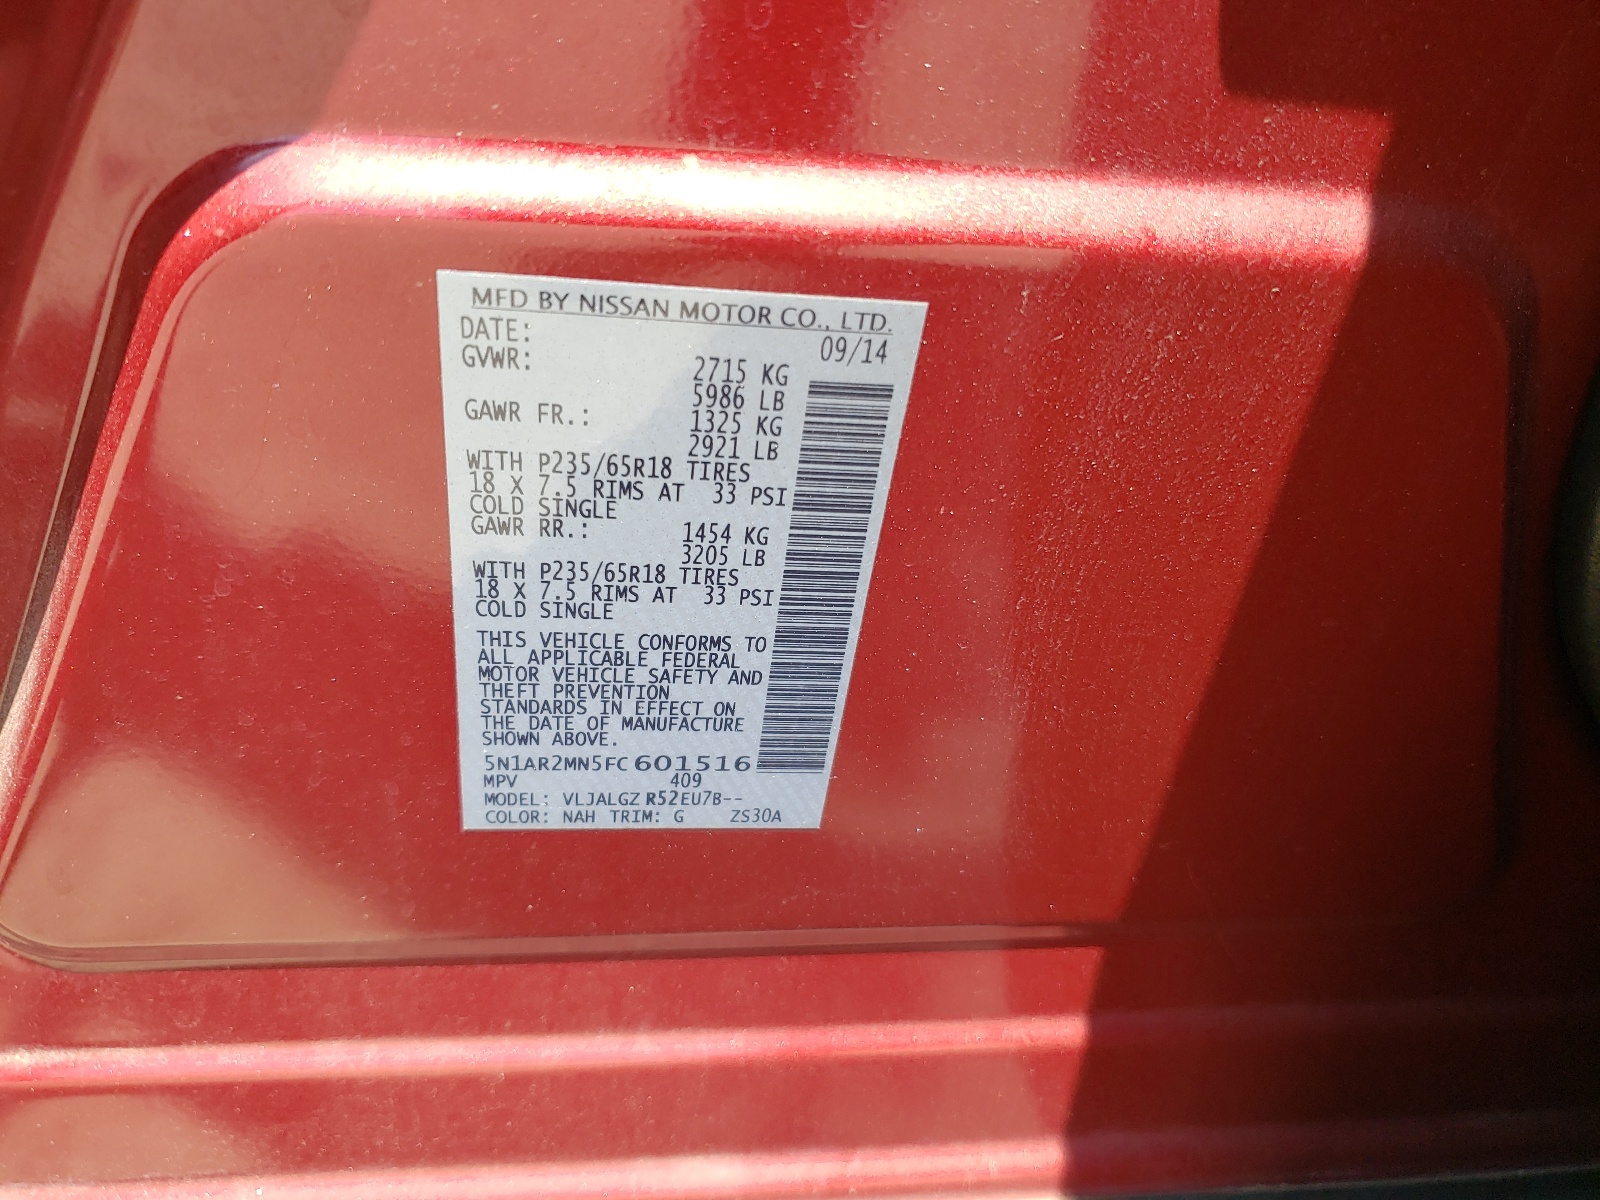 MFD BY NISSAN MOTOR CO., LTD.
DATE: 09/14
GVWR: 2715 KG
5986 LB
GAWR FR.: 1325 KG
2921 LB
WITH P235/65R18 TIRES
18 X 7.5 RIMS AT 33 PSI
COLD SINGLE
GAWR RR.: 1454 KG
3205 LB
WITH P235/65R18 TIRES
18 X 7.5 RIMS AT 33 PSI
COLD SINGLE
THIS VEHICLE CONFORMS TO
ALL APPLICABLE FEDERAL
MOTOR VEHICLE SAFETY AND
THEFT PREVENTION
STANDARDS IN EFFECT ON
THE DATE OF MANUFACTURE
SHOWN ABOVE.
5N1AR2MN5FC601516
MPV 409
MODEL: VLJALGZ R52EU7B--
COLOR: NAH TRIM: G ZS30A